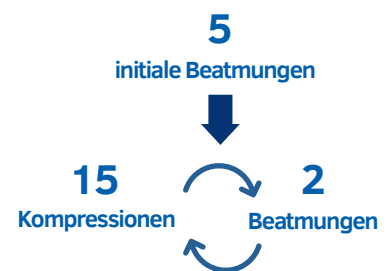 5
initiale Beatmungen
15
Kompressionen
2
Beatmungen